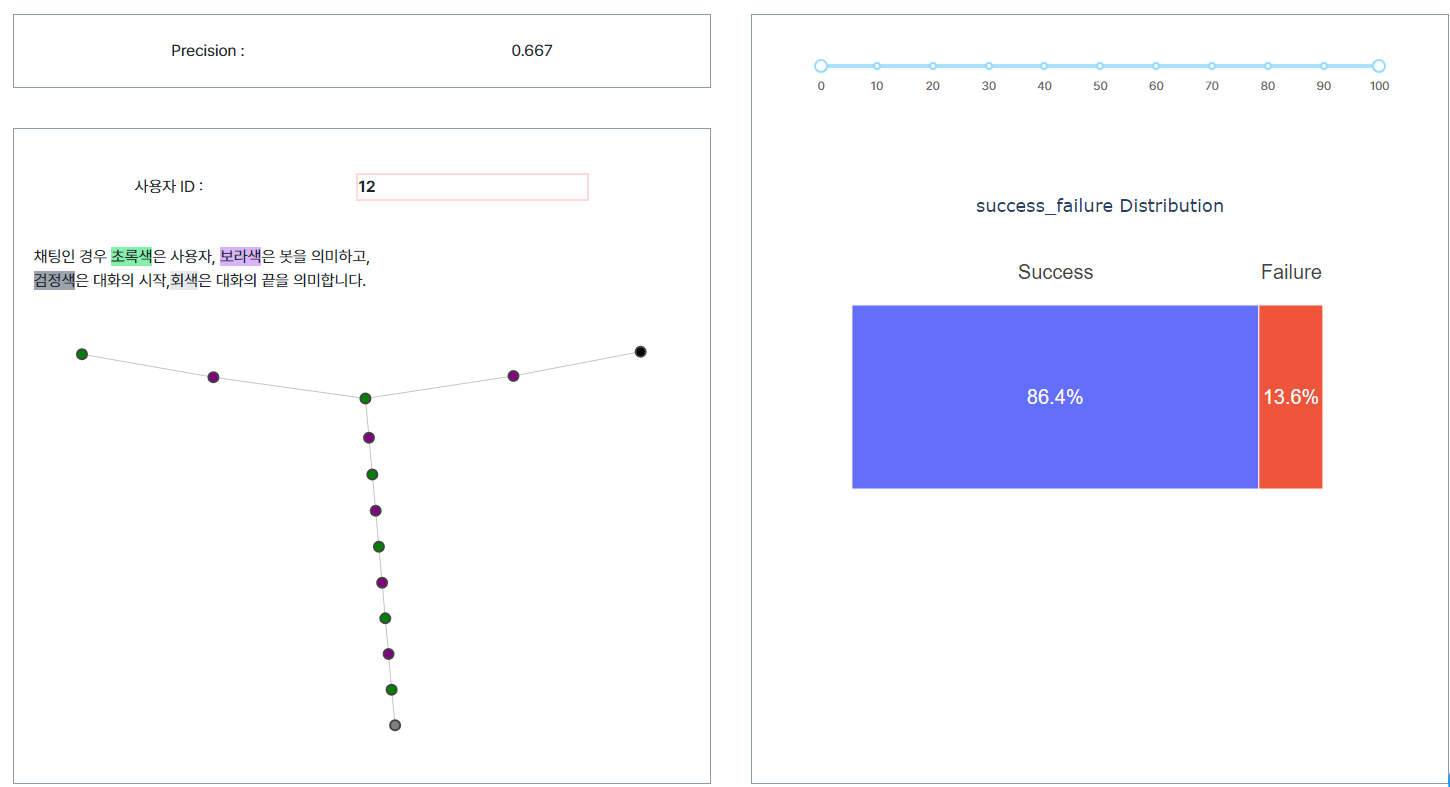 Precision : 0.667
사용자 ID : 12
채팅인 경우 초록색은 사용자, 보라색은 봇을 의미하고,
검정색은 대화의 시작,회색은 대화의 끝을 의미합니다.
0 10 20 30 40 50 60 70 80 90 100
success_failure Distribution
Success Failure
86.4% 13.6%